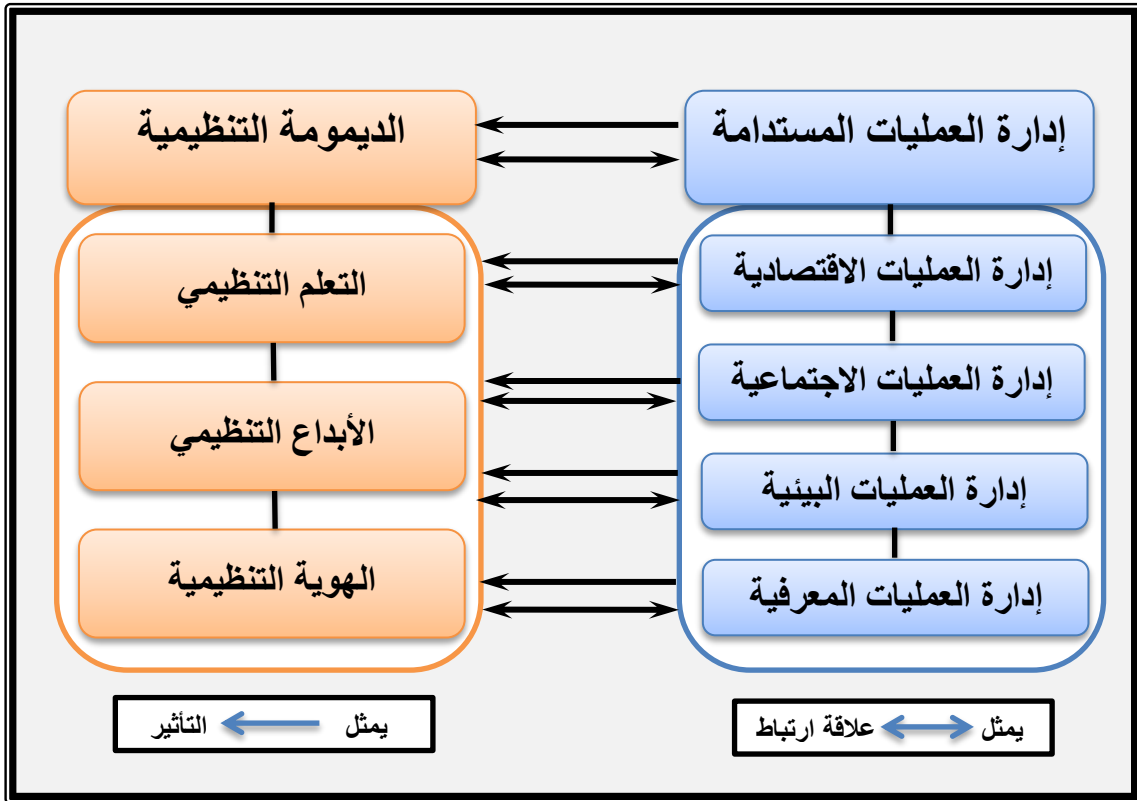 إدارة العمليات المستدامة
الديمومة التنظيمية
إدارة العمليات الاقتصادية
التعلم التنظيمي
إدارة العمليات الاجتماعية
الأبداع التنظيمي
إدارة العمليات البيئية
الهوية التنظيمية
إدارة العمليات المعرفية
يمثل علاقة ارتباط
يمثل التأثير